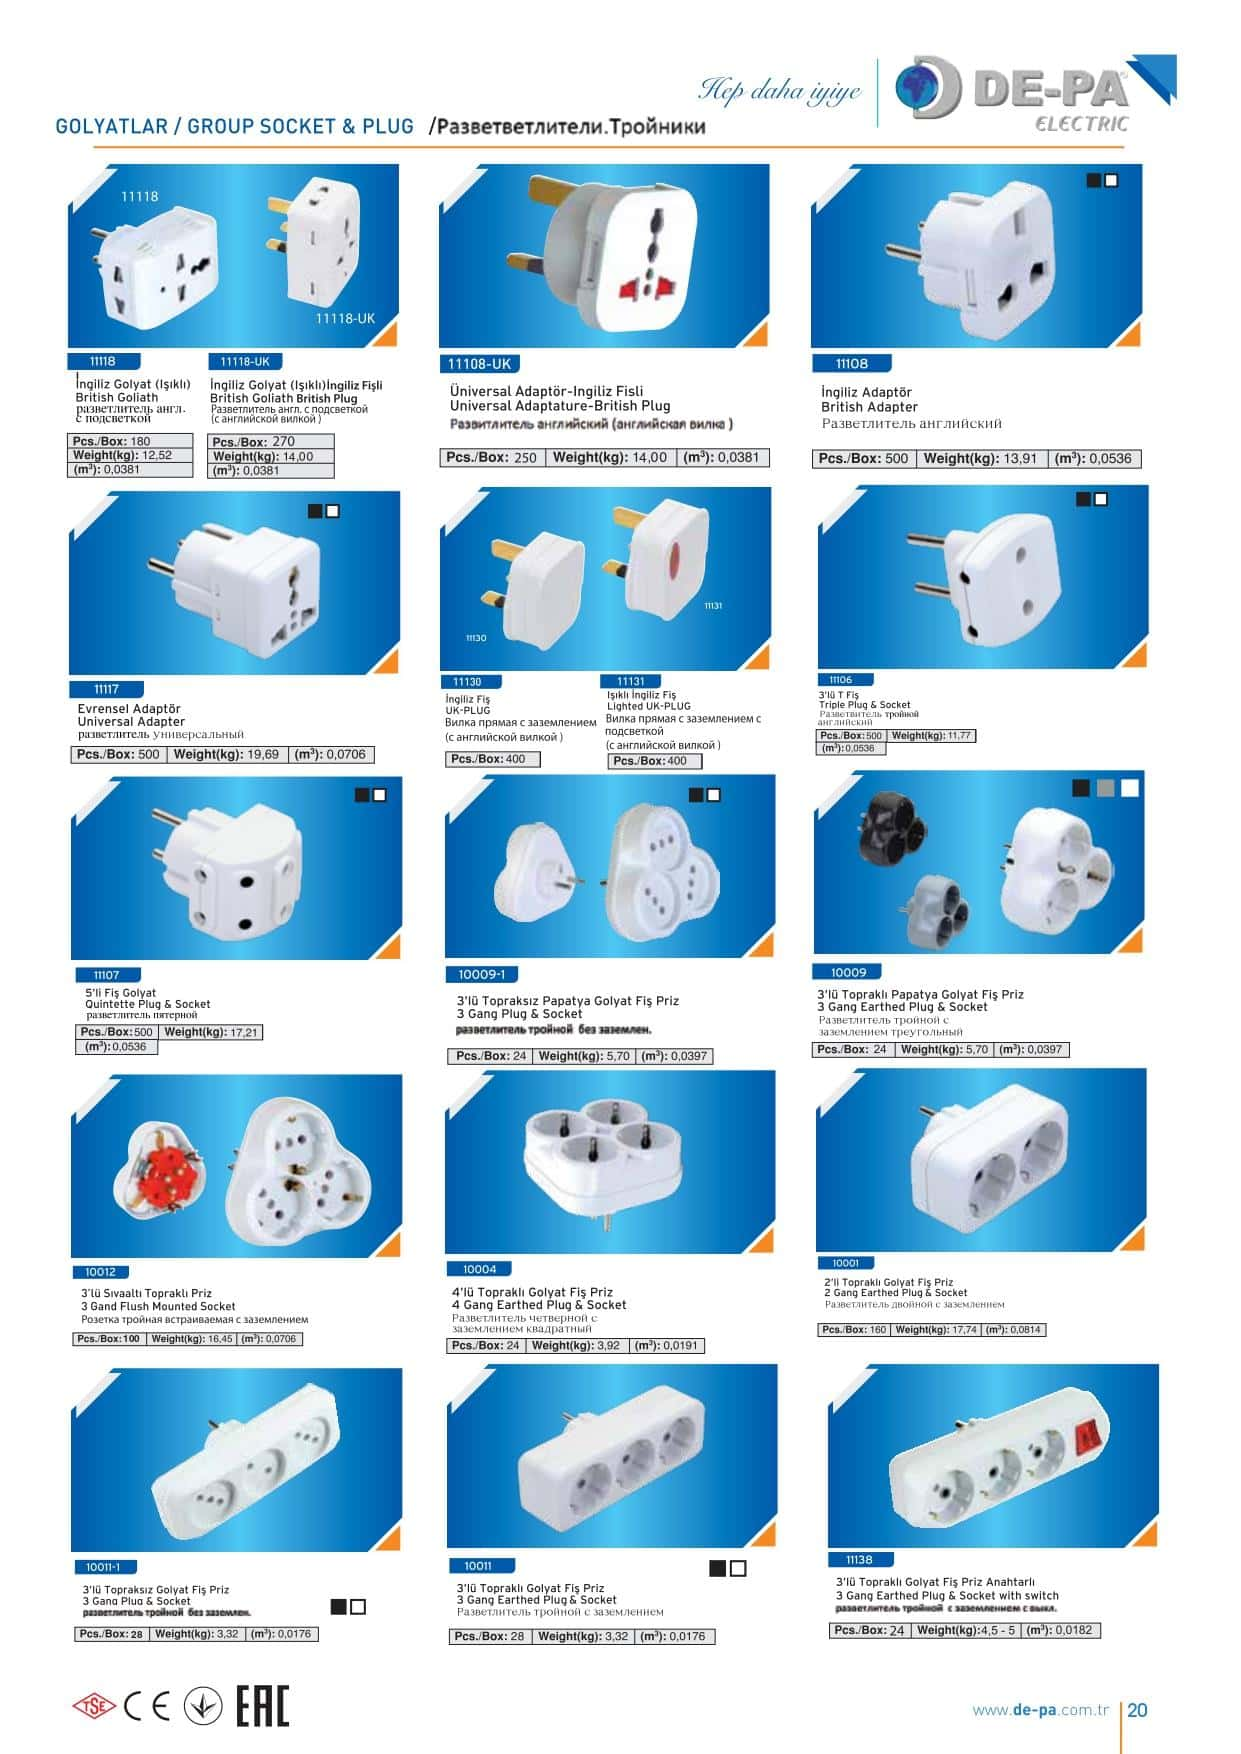 Hep daha iyiye
DE-PA
ELECTRIC
GOLYATLAR / GROUP SOCKET & PLUG /Разветветлители.Тройники
11118
11118-UK
11118
İngiliz Golyat (Işıklı)
British Goliath
разветлитель англ.
с подсветкой
Pcs./Box: 180
Weight(kg): 12,52
(m³): 0,0381
11118-UK
İngiliz Golyat (Işıklı)İngiliz Fişli
British Goliath British Plug
Разветлитель англ. с подсветкой
(с английской вилкой )
Pcs./Box: 270
Weight(kg): 14,00
(m³): 0,0381
11108-UK
Üniversal Adaptör-Ingiliz Fisli
Universal Adaptature-British Plug
Развитлитель английский (английская вилка )
Pcs./Box: 250 Weight(kg): 14,00 (m³): 0,0381
11108
İngiliz Adaptör
British Adapter
Разветлитель английский
Pcs./Box: 500 Weight(kg): 13,91 (m³): 0,0536
11117
Evrensel Adaptör
Universal Adapter
разветлитель универсальный
Pcs./Box: 500 Weight(kg): 19,69 (m³): 0,0706
11130
11131
11130
İngiliz Fiş
UK-PLUG
Вилка прямая с заземлением
(с английской вилкой )
Pcs./Box: 400
11131
Işıklı İngiliz Fiş
Lighted UK-PLUG
Вилка прямая с заземлением с
подсветкой
(с английской вилкой )
Pcs./Box: 400
11106
3'lü T Fiş
Triple Plug & Socket
Разветвитель тройной
английский
Pcs./Box: 500 Weight(kg): 11,77
(m³): 0,0536
11107
5'li Fiş Golyat
Quintette Plug & Socket
разветлитель пятерной
Pcs./Box: 500 Weight(kg): 17,21
(m³): 0,0536
10009-1
3'lü Topraksız Papatya Golyat Fiş Priz
3 Gang Plug & Socket
разветлитель тройной без заземлен.
Pcs./Box: 24 Weight(kg): 5,70 (m³): 0,0397
10009
3'lü Topraklı Papatya Golyat Fiş Priz
3 Gang Earthed Plug & Socket
Разветлитель тройной с
заземлением треугольный
Pcs./Box: 24 Weight(kg): 5,70 (m³): 0,0397
10012
3'lü Sıvaaltı Topraklı Priz
3 Gand Flush Mounted Socket
Розетка тройная встраиваемая с заземлением
Pcs./Box: 100 Weight(kg): 16,45 (m³): 0,0706
10004
4'lü Topraklı Golyat Fiş Priz
4 Gang Earthed Plug & Socket
Разветлитель четверной с
заземлением квадратный
Pcs./Box: 24 Weight(kg): 3,92 (m³): 0,0191
10001
2'li Topraklı Golyat Fiş Priz
2 Gang Earthed Plug & Socket
Разветлитель двойной с заземлением
Pcs./Box: 160 Weight(kg): 17,74 (m³): 0,0814
10011-1
3'lü Topraksız Golyat Fiş Priz
3 Gang Plug & Socket
разветлитель тройной без заземлен.
Pcs./Box: 28 Weight(kg): 3,32 (m³): 0,0176
10011
3'lü Topraklı Golyat Fiş Priz
3 Gang Earthed Plug & Socket
Разветлитель тройной с заземлением
Pcs./Box: 28 Weight(kg): 3,32 (m³): 0,0176
11138
3'lü Topraklı Golyat Fiş Priz Anahtarlı
3 Gang Earthed Plug & Socket with switch
разветлитель тройной с заземлением с выкл.
Pcs./Box: 24 Weight(kg):4,5 - 5 (m³): 0,0182
TSE CE EAC
www.de-pa.com.tr 20